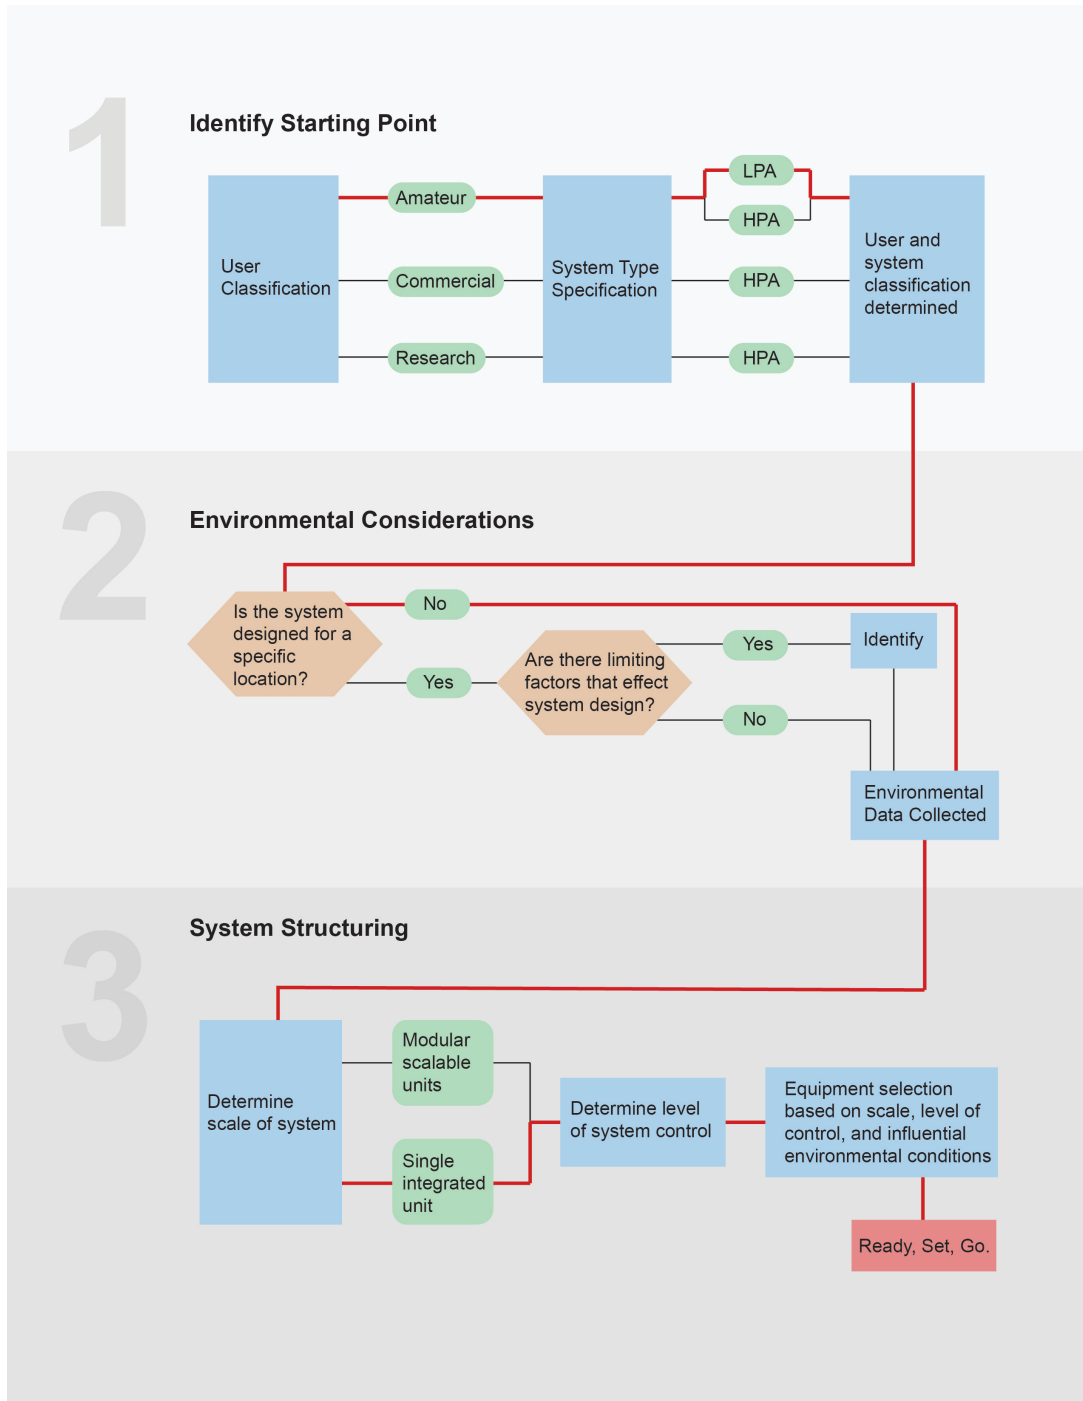 1
Identify Starting Point
User
Classification
Amateur
Commercial
Research
System Type
Specification
LPA
HPA
HPA
HPA
User and
system
classification
determined
2
Environmental Considerations
Is the system
designed for a
specific
location?
No
Yes
Are there limiting
factors that effect
system design?
Yes
No
Identify
Environmental
Data Collected
3
System Structuring
Determine
scale of system
Modular
scalable
units
Single
integrated
unit
Determine level
of system control
Equipment selection
based on scale, level of
control, and influential
environmental conditions
Ready, Set, Go.